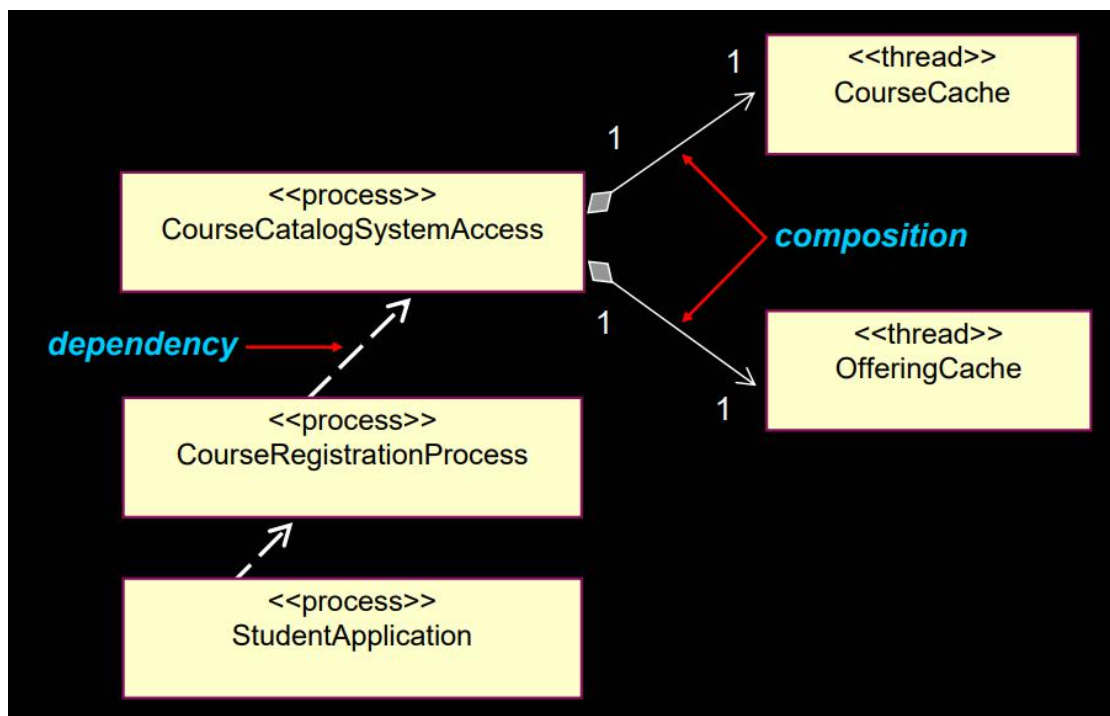 1
<<thread>>
CourseCache
1
<<process>>
CourseCatalogSystemAccess
composition
1
<<thread>>
OfferingCache
dependency
1
<<process>>
CourseRegistrationProcess
<<process>>
StudentApplication